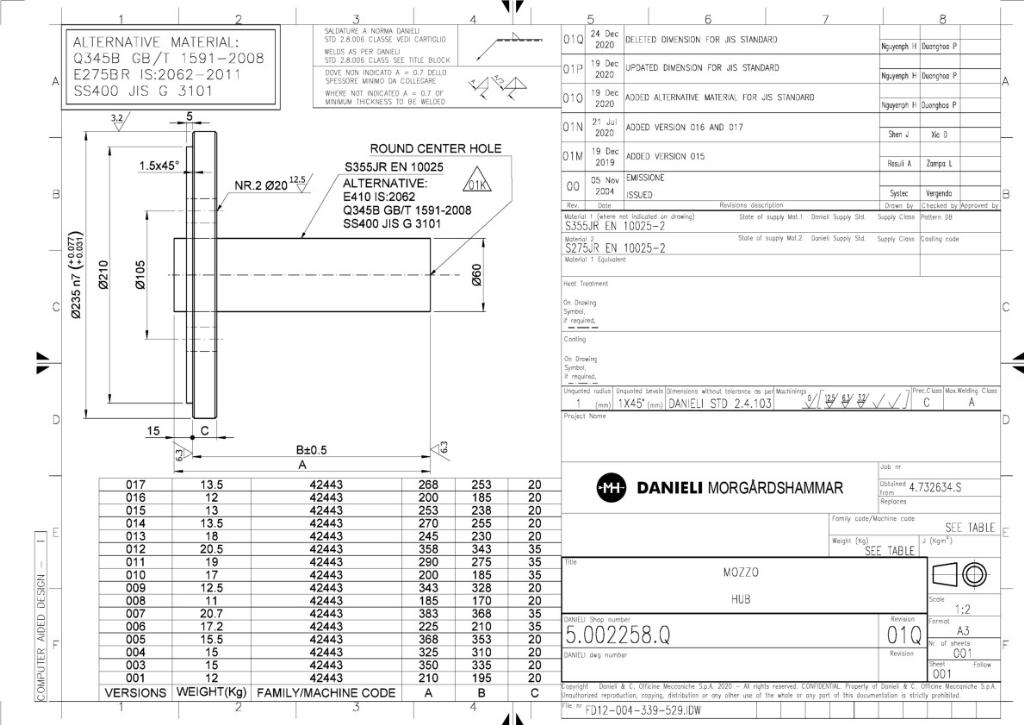 1 2 3 4 5 6 7 8
ALTERNATIVE MATERIAL:
Q345B GB/T 1591-2008
E275BR IS:2062-2011
SS400 JIS G 3101
SALDATURE A NORMA DANIELI
STD 2.8.006 CLASSE VEDI CARTIGLIO
WELDS AS PER DANIELI
STD 2.8.006 CLASS SEE TITLE BLOCK
DOVE NON INDICATO A = 0.7 DELLO
SPESSORE MINIMO DA COLLEGARE
WHERE NOT INDICATED A = 0.7 OF
MINIMUM THICKNESS TO BE WELDED
01Q 24 Dec 2020 DELETED DIMENSION FOR JIS STANDARD Nguyenph H Duonghoa P
01P 19 Dec 2020 UPDATED DIMENSION FOR JIS STANDARD Nguyenph H Duonghoa P
01O 19 Dec 2020 ADDED ALTERNATIVE MATERIAL FOR JIS STANDARD Nguyenph H Duonghoa P
01N 21 Jul 2020 ADDED VERSION 016 AND 017 Shen J Xia D
01M 19 Dec 2019 ADDED VERSION 015 Resuli A Zampa L
00 05 Nov 2004 EMISSIONE
ISSUED Systec Vergendo
Rev. Date Revisions description Drawn by Checked by Approved by
Material 1 (where not indicated on drawing) State of supply Mat.1 Danieli Supply Std. Supply Class Pattern DB
S355JR EN 10025-2
Material 2 State of supply Mat.2 Danieli Supply Std. Supply Class Casting code
S275JR EN 10025-2
Material 1 Equivalent
Heat Treatment
On Drawing
Symbol,
if required,
Coating
On Drawing
Symbol,
if required,
Unquoted radius Unquoted bevels Dimensions without tolerance as per Machinings Prec.Class Max.Welding Class
1 (mm) 1X45° (mm) DANIELI STD 2.4.103 12.5 6.3 3.2 C A
Project Name
3.2
5
1.5x45°
NR.2 Ø20 12.5
ROUND CENTER HOLE
S355JR EN 10025
ALTERNATIVE:
E410 IS:2062
Q345B GB/T 1591-2008
SS400 JIS G 3101
01K
Ø235 n7 (+0.077 +0.031)
Ø210
Ø105
Ø60
15 C
6.3
B±0.5
6.3
A
017 13.5 42443 268 253 20
016 12 42443 200 185 20
015 13 42443 253 238 20
014 13.5 42443 270 255 20
013 18 42443 245 230 20
012 20.5 42443 358 343 35
011 19 42443 290 275 35
010 17 42443 200 185 35
009 12.5 42443 343 328 20
008 11 42443 185 170 20
007 20.7 42443 383 368 35
006 17.2 42443 225 210 35
005 15.5 42443 368 353 20
004 15 42443 325 310 20
003 15 42443 350 335 20
001 12 42443 210 195 20
VERSIONS WEIGHT(Kg) FAMILY/MACHINE CODE A B C
COMPUTER AIDED DESIGN - I
MH DANIELI MORGÅRDSHAMMAR
Job nr
Obtained from 4.732634.S
Replaces
Family code/Machine code
SEE TABLE
Weight (Kg) J (Kgm²)
SEE TABLE
Title
MOZZO
HUB
Scale
1:2
DANIELI Shop number
5.002258.Q
Revision
01Q
Format
A3
DANIELI dwg number
Revision
Nr. of sheets
001
Sheet Follow
001
Copyright Danieli & C. Officine Meccaniche S.p.A. 2020 - All rights reserved. CONFIDENTIAL. Property of Danieli & C. Officine Meccaniche S.p.A.
Unauthorized reproduction, copying, distribution or any other use of the whole or any part of this documentation is strictly prohibited.
File nr FD12-004-339-529.IDW
A B C D E F
1 2 3 4 5 6 7 8